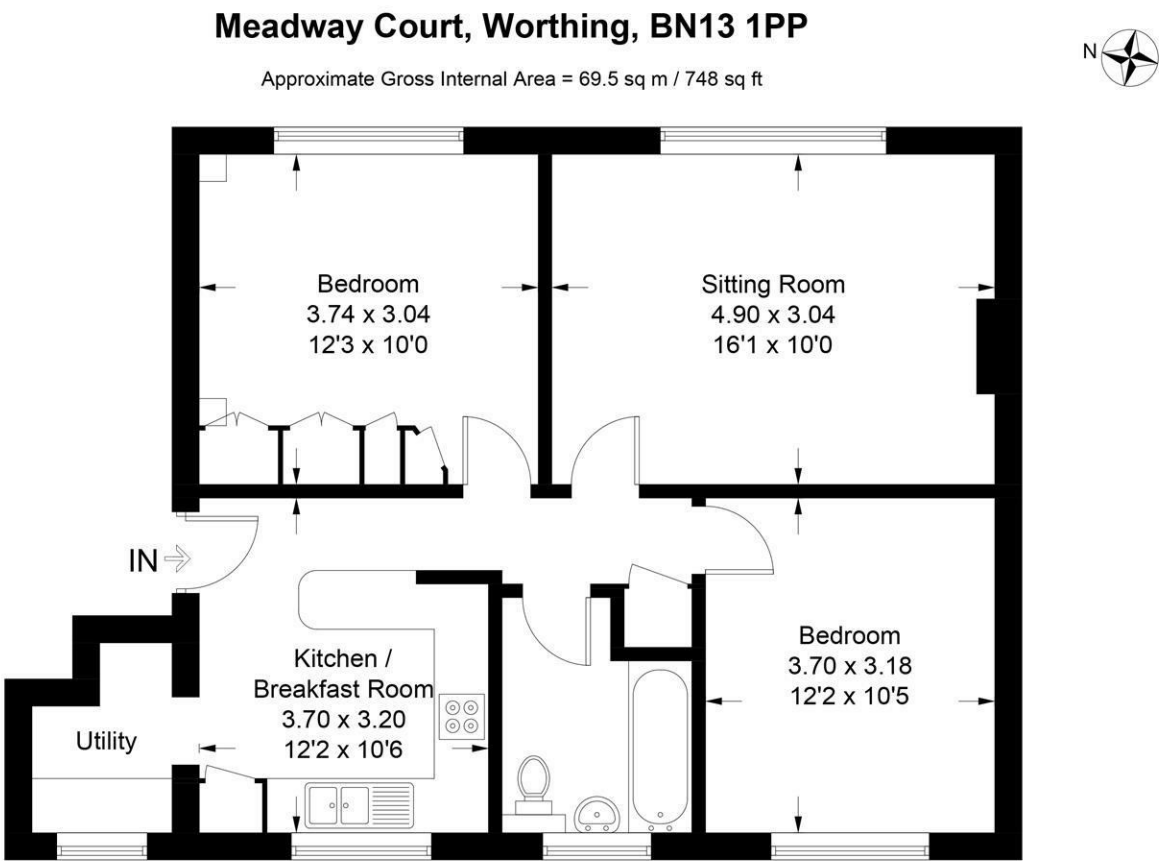 Meadway Court, Worthing, BN13 1PP
N
Approximate Gross Internal Area = 69.5 sq m / 748 sq ft
Bedroom
3.74 x 3.04
12'3 x 10'0
Sitting Room
4.90 x 3.04
16'1 x 10'0
IN
Kitchen /
Breakfast Room
3.70 x 3.20
12'2 x 10'6
Bedroom
3.70 x 3.18
12'2 x 10'5
Utility